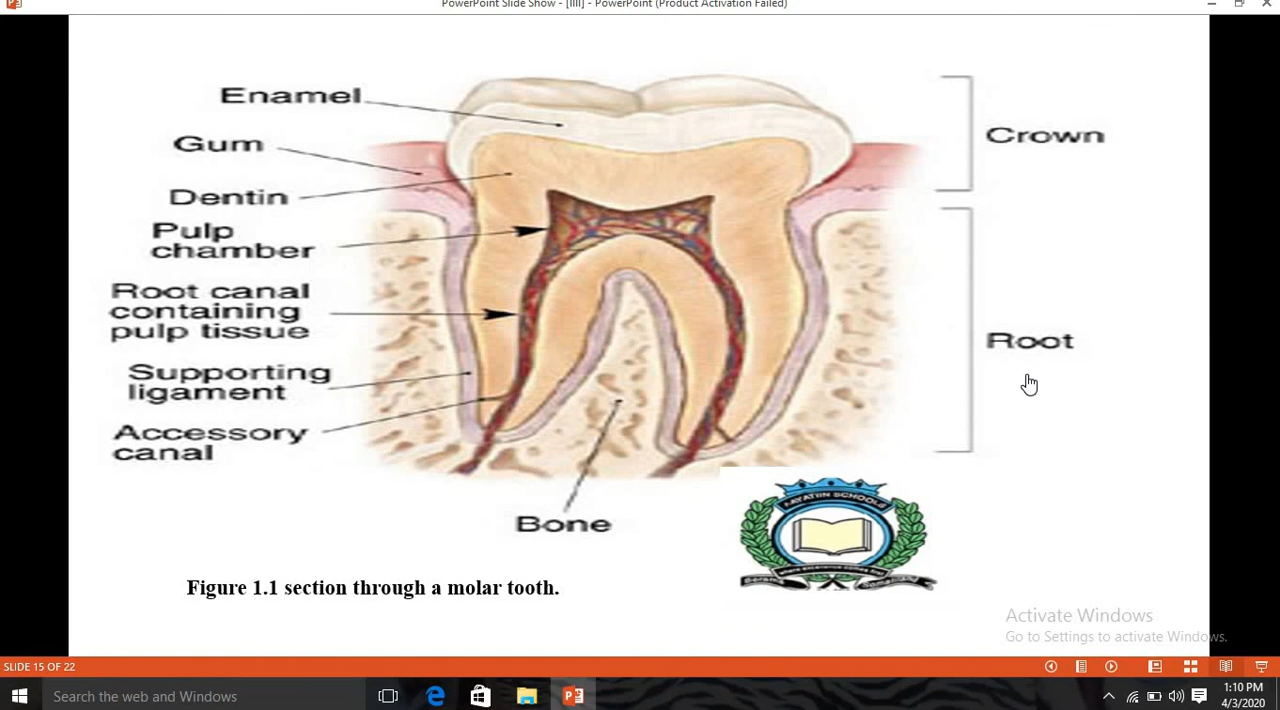 PowerPoint Slide Show - [IIII] - PowerPoint (Product Activation Failed)
Enamel
Gum
Dentin
Pulp
chamber
Root canal
containing
pulp tissue
Supporting
ligament
Accessory
canal
Bone
Crown
Root
SCHOOLS
Figure 1.1 section through a molar tooth.
Activate Windows
Go to Settings to activate Windows.
SLIDE 15 OF 22
Search the web and Windows
1:10 PM
4/3/2020